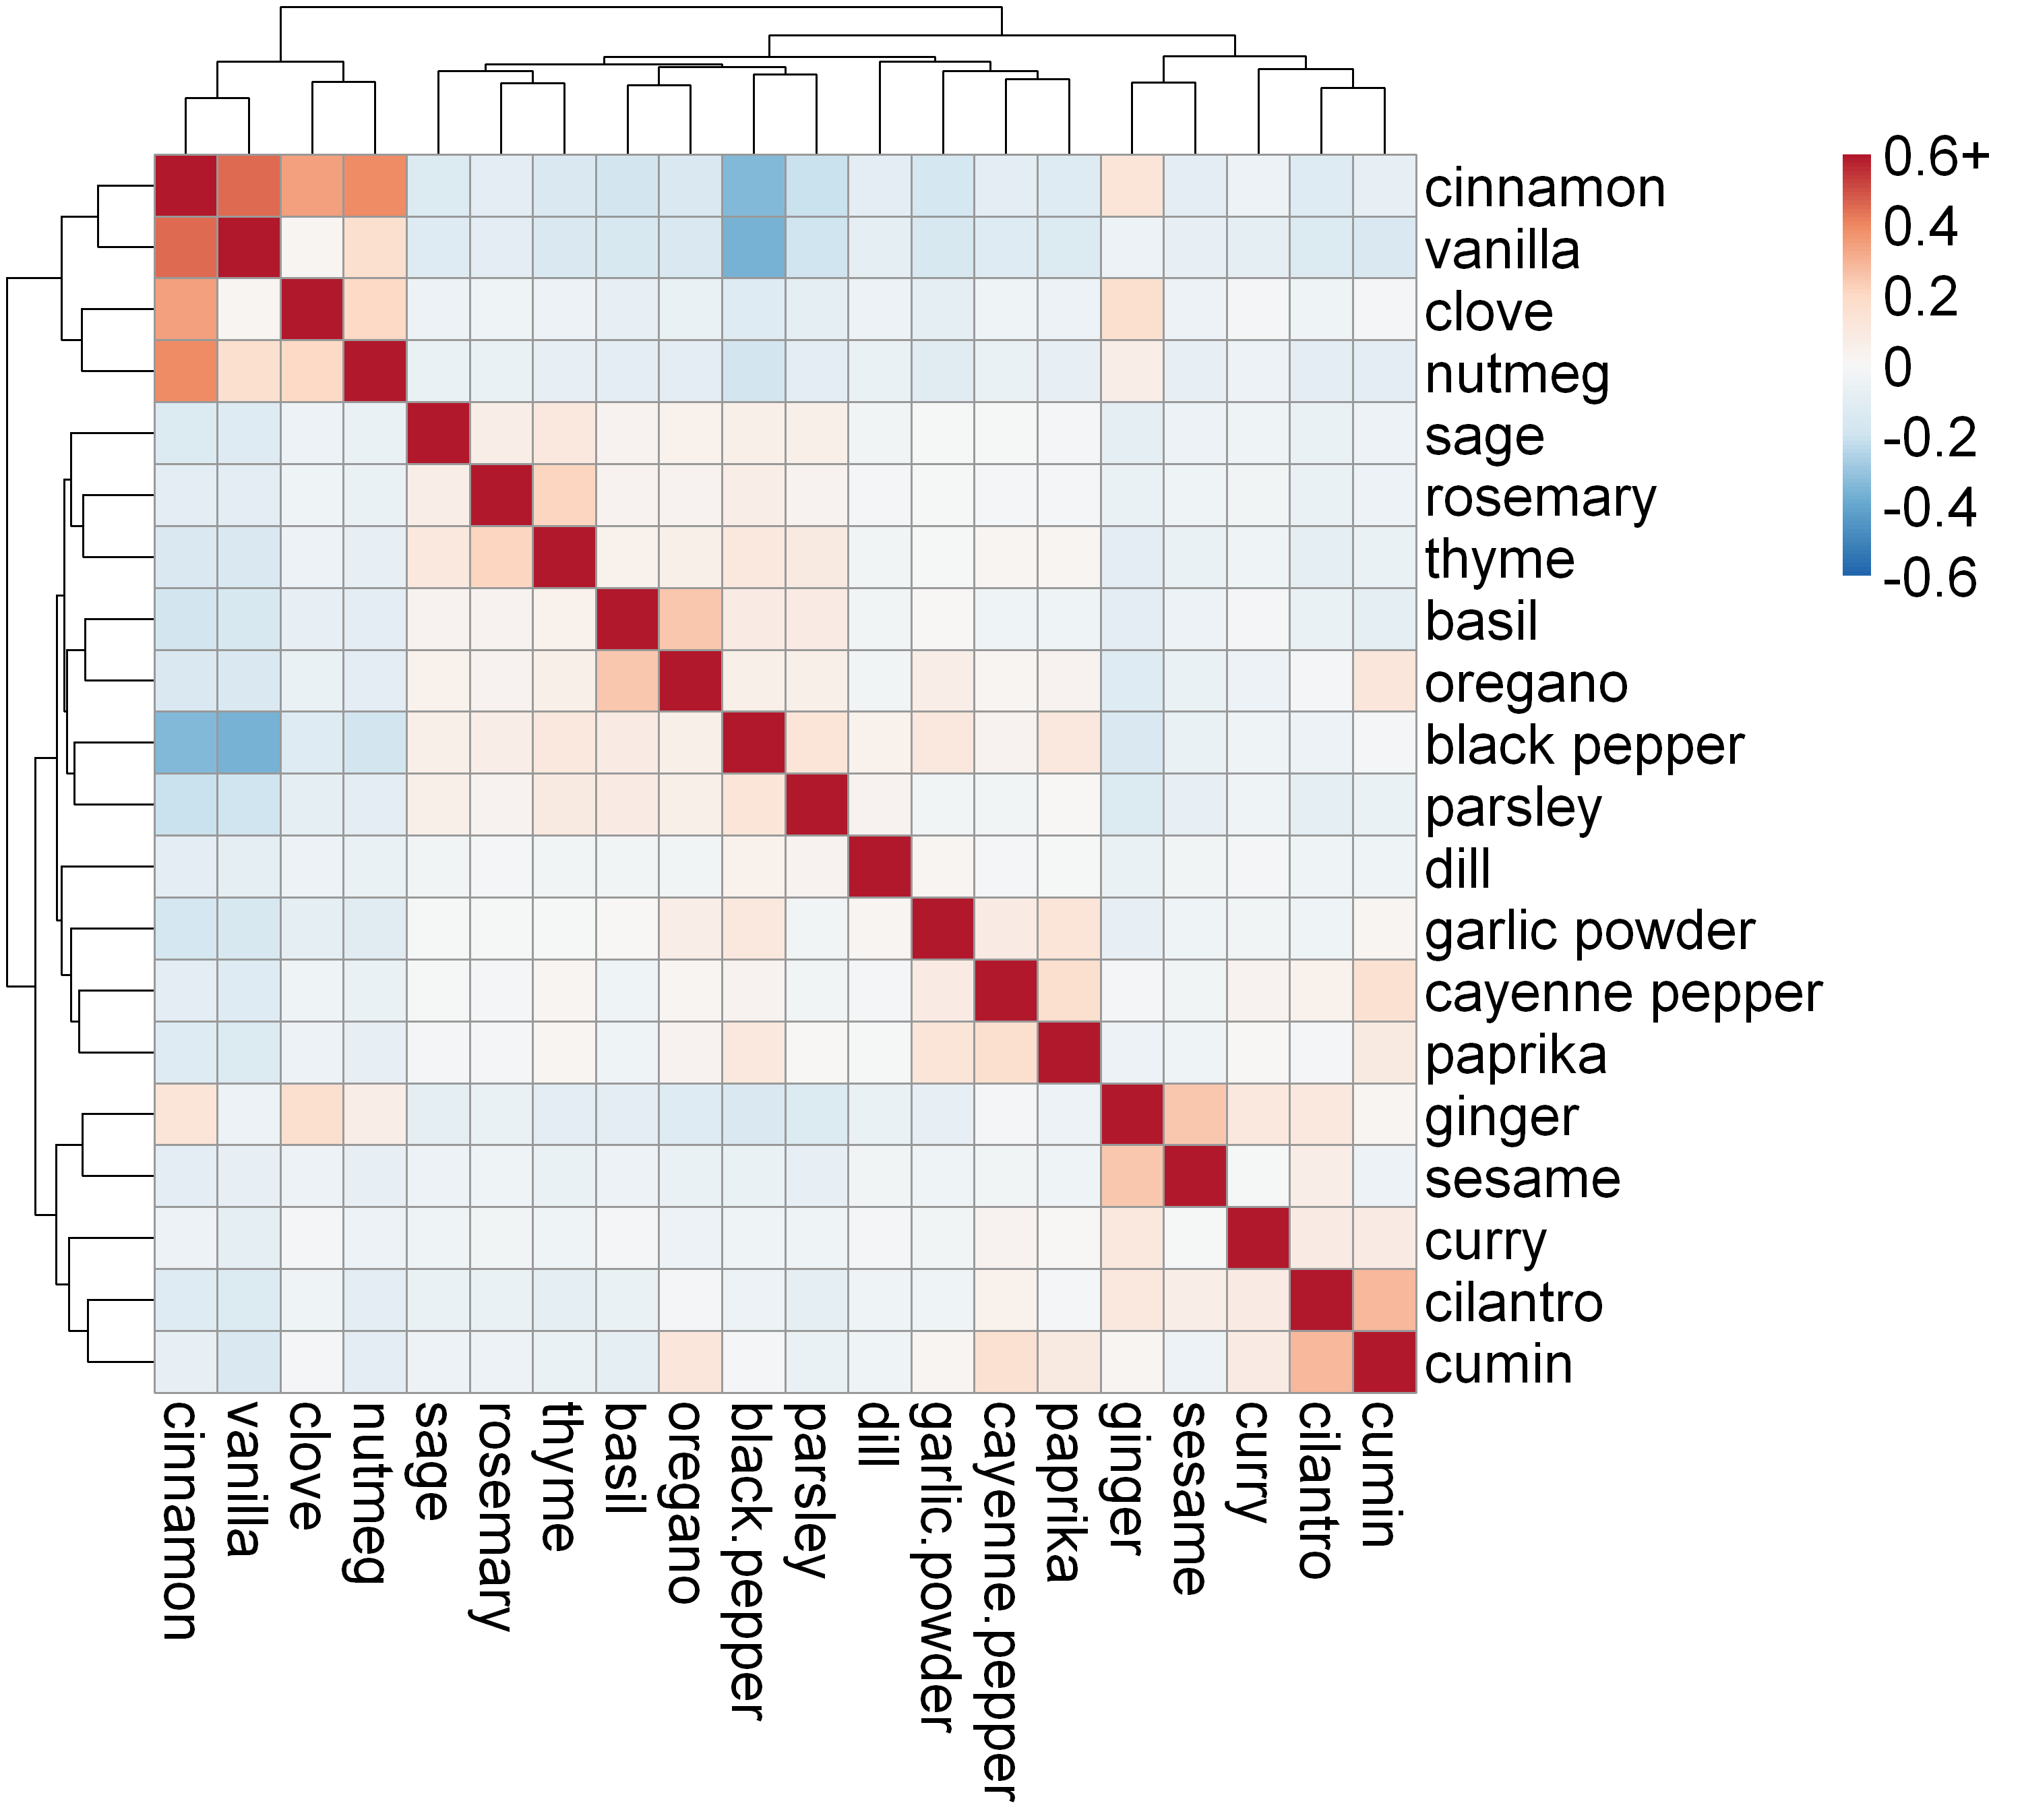 0.6+
0.4
0.2
0
-0.2
-0.4
-0.6
cinnamon
vanilla
clove
nutmeg
sage
rosemary
thyme
basil
oregano
black pepper
parsley
dill
garlic powder
cayenne pepper
paprika
ginger
sesame
curry
cilantro
cumin
cinnamon
vanilla
clove
nutmeg
sage
rosemary
thyme
basil
oregano
black.pepper
parsley
dill
garlic.powder
cayenne.pepper
paprika
ginger
sesame
curry
cilantro
cumin